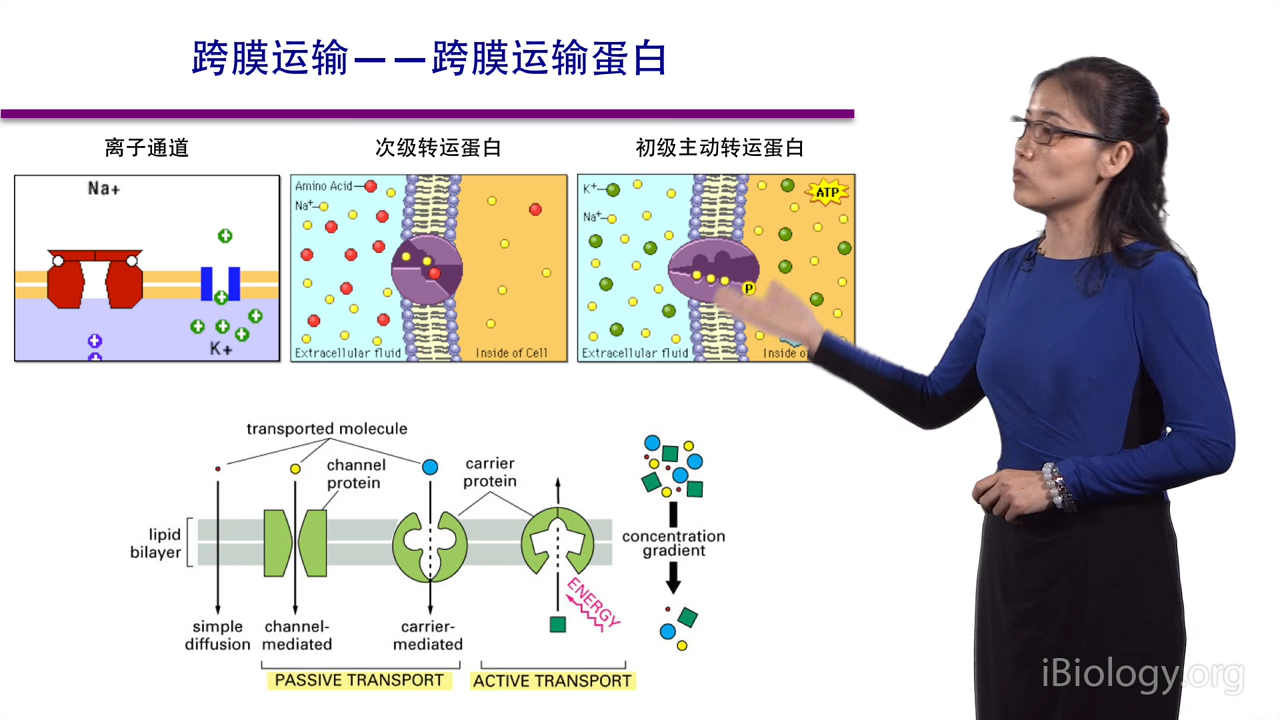 跨膜运输——跨膜运输蛋白
离子通道
次级转运蛋白
初级主动转运蛋白
Na+
K+
Amino Acid
Na+
Extracellular fluid
Inside of Cell
K+
Na+
ATP
P
Extracellular fluid
Inside of
transported molecule
channel
protein
carrier
protein
lipid
bilayer
concentration
gradient
ENERGY
simple
diffusion
channel-
mediated
carrier-
mediated
PASSIVE TRANSPORT
ACTIVE TRANSPORT
iBiology.org